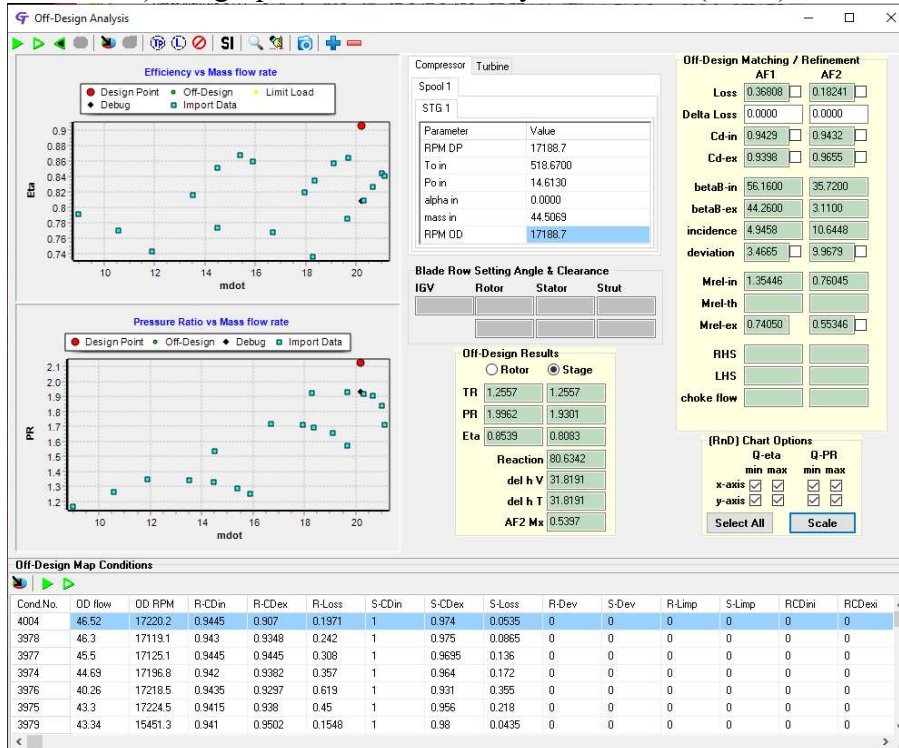 Off-Design Analysis
TP L SI
Efficiency vs Mass flow rate
Design Point Off-Design Limit Load
Debug Import Data
0.9
0.88
0.86
0.84
0.82
0.8
0.78
0.76
0.74
Eta
10 12 14 16 18 20
mdot
Pressure Ratio vs Mass flow rate
Design Point Off-Design Debug Import Data
2.1
2.0
1.9
1.8
1.7
1.6
1.5
1.4
1.3
1.2
PR
10 12 14 16 18 20
mdot
Compressor Turbine
Spool 1
STG 1
Parameter Value
RPM DP 17188.7
To in 518.6700
Po in 14.6130
alpha in 0.0000
mass in 44.5069
RPM OD 17188.7
Blade Row Setting Angle & Clearance
IGV Rotor Stator Strut
Off-Design Results
Rotor Stage
TR 1.2557 1.2557
PR 1.9962 1.9301
Eta 0.8539 0.8083
Reaction 80.6342
del h V 31.8191
del h T 31.8191
AF2 Mx 0.5397
Off-Design Matching / Refinement
AF1 AF2
Loss 0.36808 0.18241
Delta Loss 0.0000 0.0000
Cd-in 0.9429 0.9432
Cd-ex 0.9398 0.9655
betaB-in 56.1600 35.7200
betaB-ex 44.2600 3.1100
incidence 4.9458 10.6448
deviation 3.4665 9.9679
Mrel-in 1.35446 0.76045
Mrel-th
Mrel-ex 0.74050 0.55346
RHS
LHS
choke flow
(RnD) Chart Options
Q-eta Q-PR
min max min max
x-axis
y-axis
Select All Scale
Off-Design Map Conditions
Cond.No. OD flow OD RPM R-CDin R-CDex R-Loss S-CDin S-CDex S-Loss R-Dev S-Dev R-Limp S-Limp RCDini RCDexi
4004 46.52 17220.2 0.9445 0.907 0.1971 1 0.974 0.0535 0 0 0 0 0 0
3978 46.3 17119.1 0.943 0.9348 0.242 1 0.975 0.0865 0 0 0 0 0 0
3977 45.5 17125.1 0.9445 0.9445 0.308 1 0.9695 0.136 0 0 0 0 0 0
3974 44.69 17196.8 0.942 0.9382 0.357 1 0.964 0.172 0 0 0 0 0 0
3976 40.26 17218.5 0.9435 0.9297 0.619 1 0.931 0.355 0 0 0 0 0 0
3975 43.3 17224.5 0.9415 0.938 0.45 1 0.956 0.218 0 0 0 0 0 0
3979 43.34 15451.3 0.941 0.9502 0.1548 1 0.98 0.0435 0 0 0 0 0 0